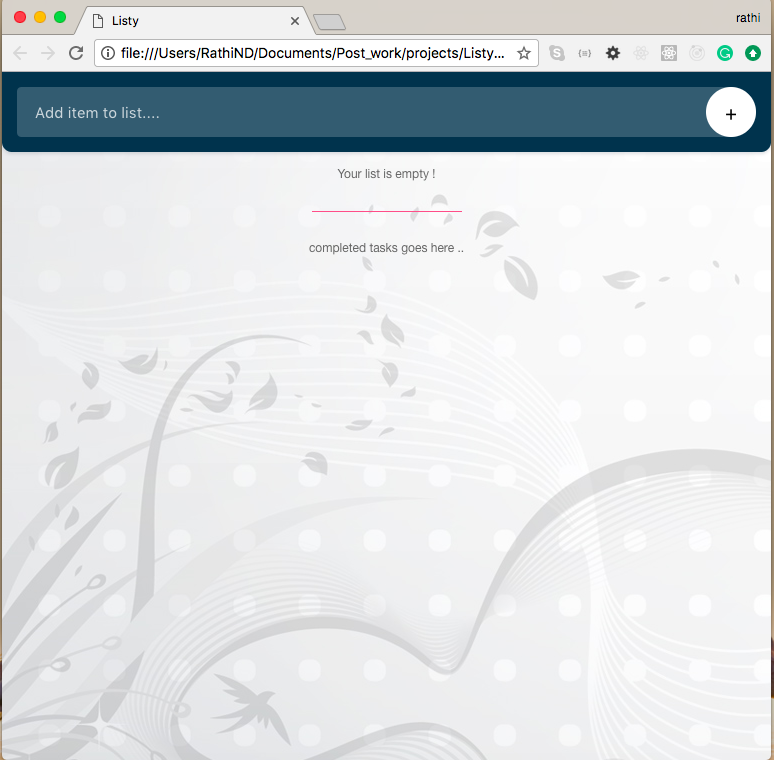 Listy
rathi
file:///Users/RathiND/Documents/Post_work/projects/Listy...
Add item to list....
+
Your list is empty !
completed tasks goes here ..